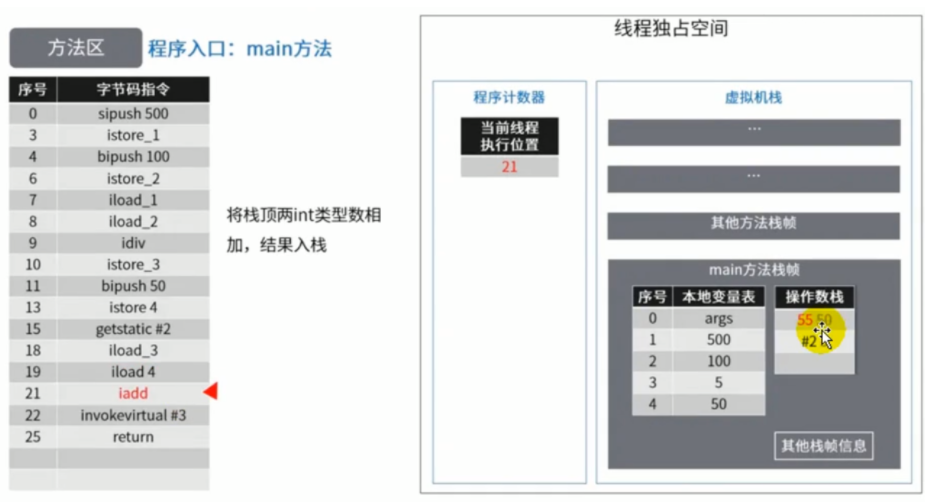 方法区
程序入口：main方法
序号 字节码指令
0 sipush 500
3 istore_1
4 bipush 100
6 istore_2
7 iload_1
8 iload_2
9 idiv
10 istore_3
11 bipush 50
13 istore 4
15 getstatic #2
18 iload_3
19 iload 4
21 iadd
22 invokevirtual #3
25 return
将栈顶两int类型数相
加，结果入栈
线程独占空间
程序计数器
当前线程
执行位置
21
虚拟机栈
...
...
其他方法栈帧
main方法栈帧
序号 本地变量表
0 args
1 500
2 100
3 5
4 50
操作数栈
55 50
#2
其他栈帧信息